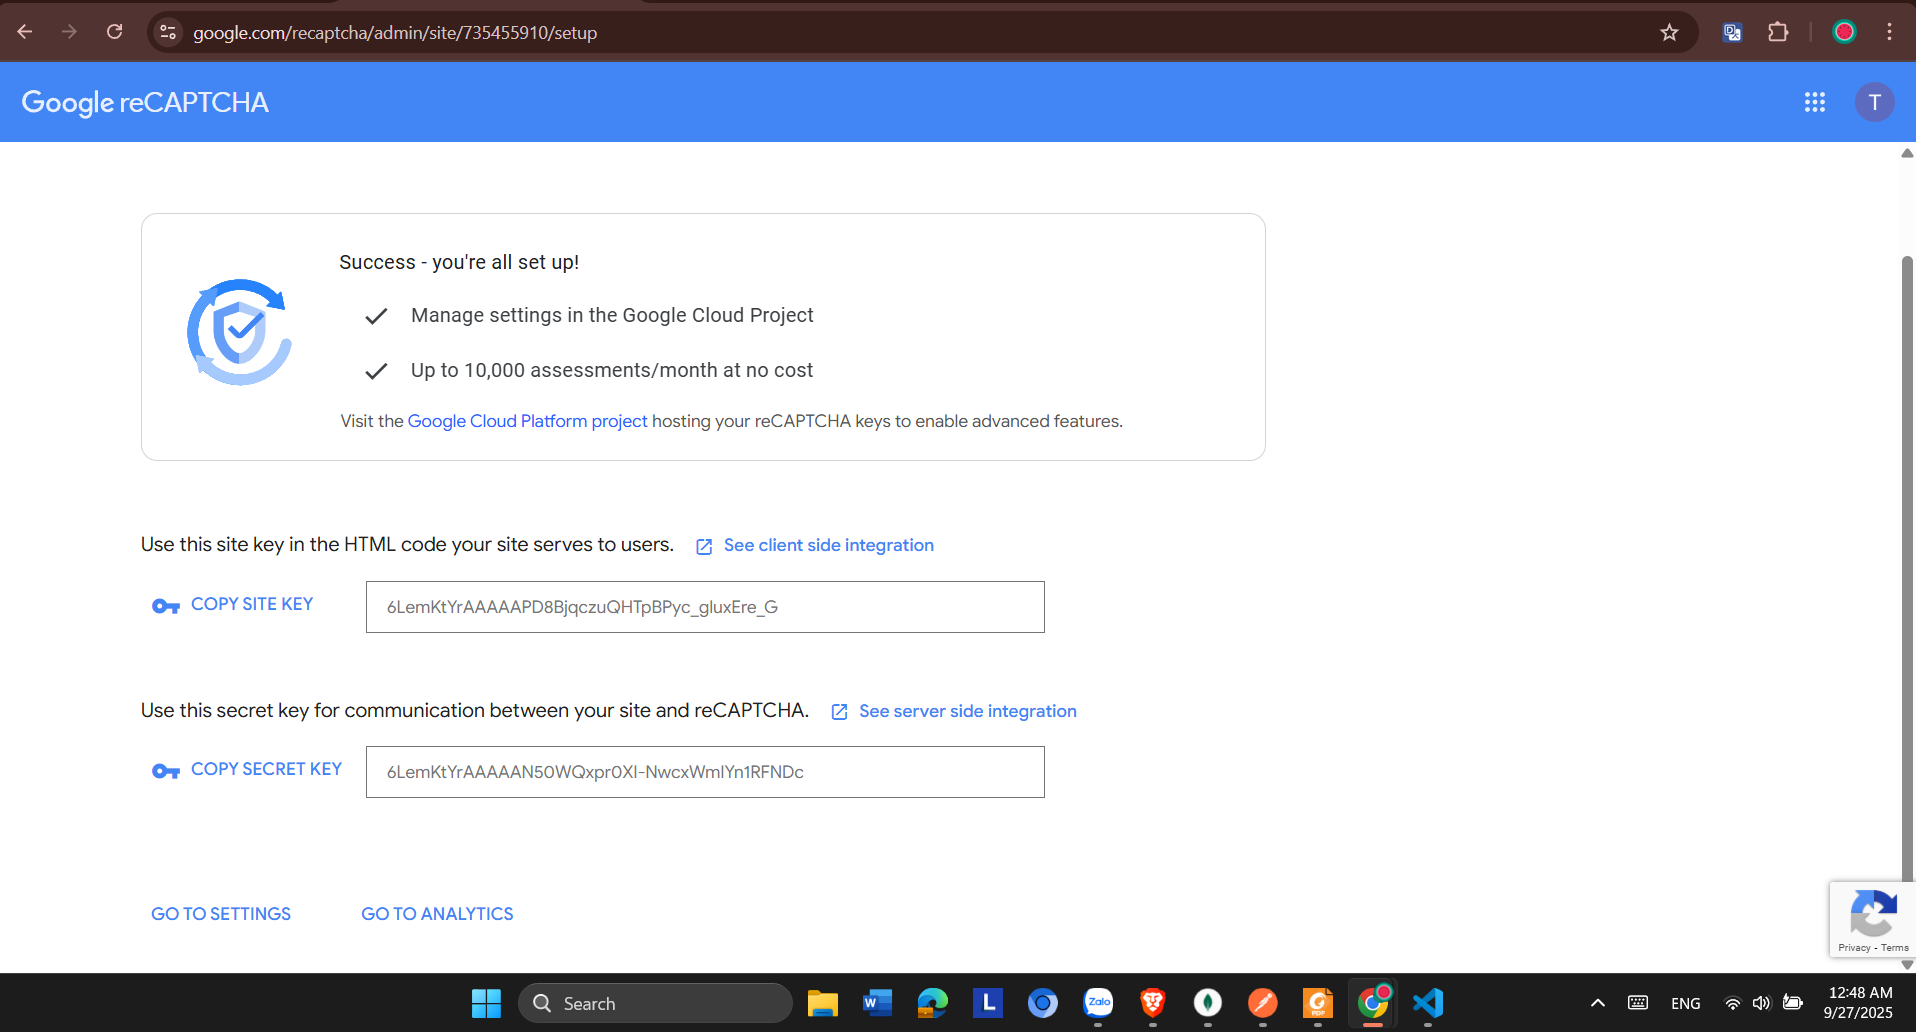 google.com/recaptcha/admin/site/735455910/setup
Google reCAPTCHA
T
Success - you're all set up!
Manage settings in the Google Cloud Project
Up to 10,000 assessments/month at no cost
Visit the Google Cloud Platform project hosting your reCAPTCHA keys to enable advanced features.
Use this site key in the HTML code your site serves to users. See client side integration
COPY SITE KEY 6LemKtYrAAAAAPD8BjqczuQHTpBPyc_gluxEre_G
Use this secret key for communication between your site and reCAPTCHA. See server side integration
COPY SECRET KEY 6LemKtYrAAAAAN50WQxpr0XI-NwcxWmIYn1RFNDc
GO TO SETTINGS GO TO ANALYTICS
Privacy - Terms
Search
W
L
Zalo
PDF
ENG
12:48 AM
9/27/2025